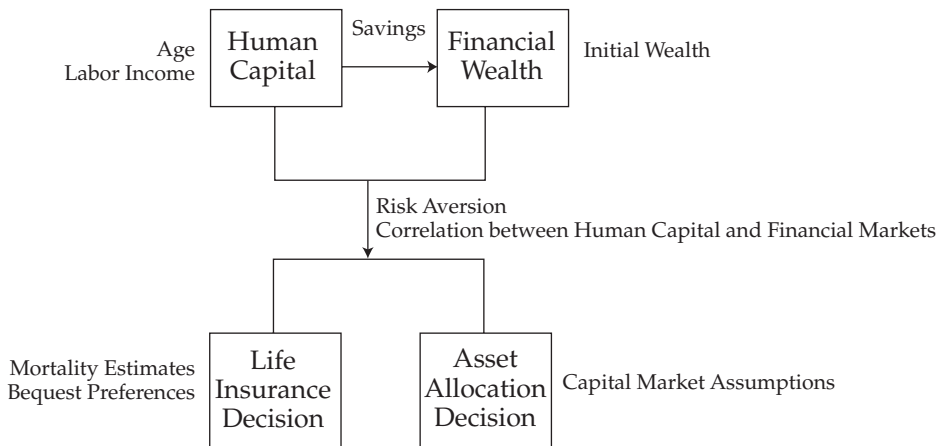 Age
Labor Income
Human
Capital
Savings
Financial
Wealth
Initial Wealth
Risk Aversion
Correlation between Human Capital and Financial Markets
Mortality Estimates
Bequest Preferences
Life
Insurance
Decision
Asset
Allocation
Decision
Capital Market Assumptions